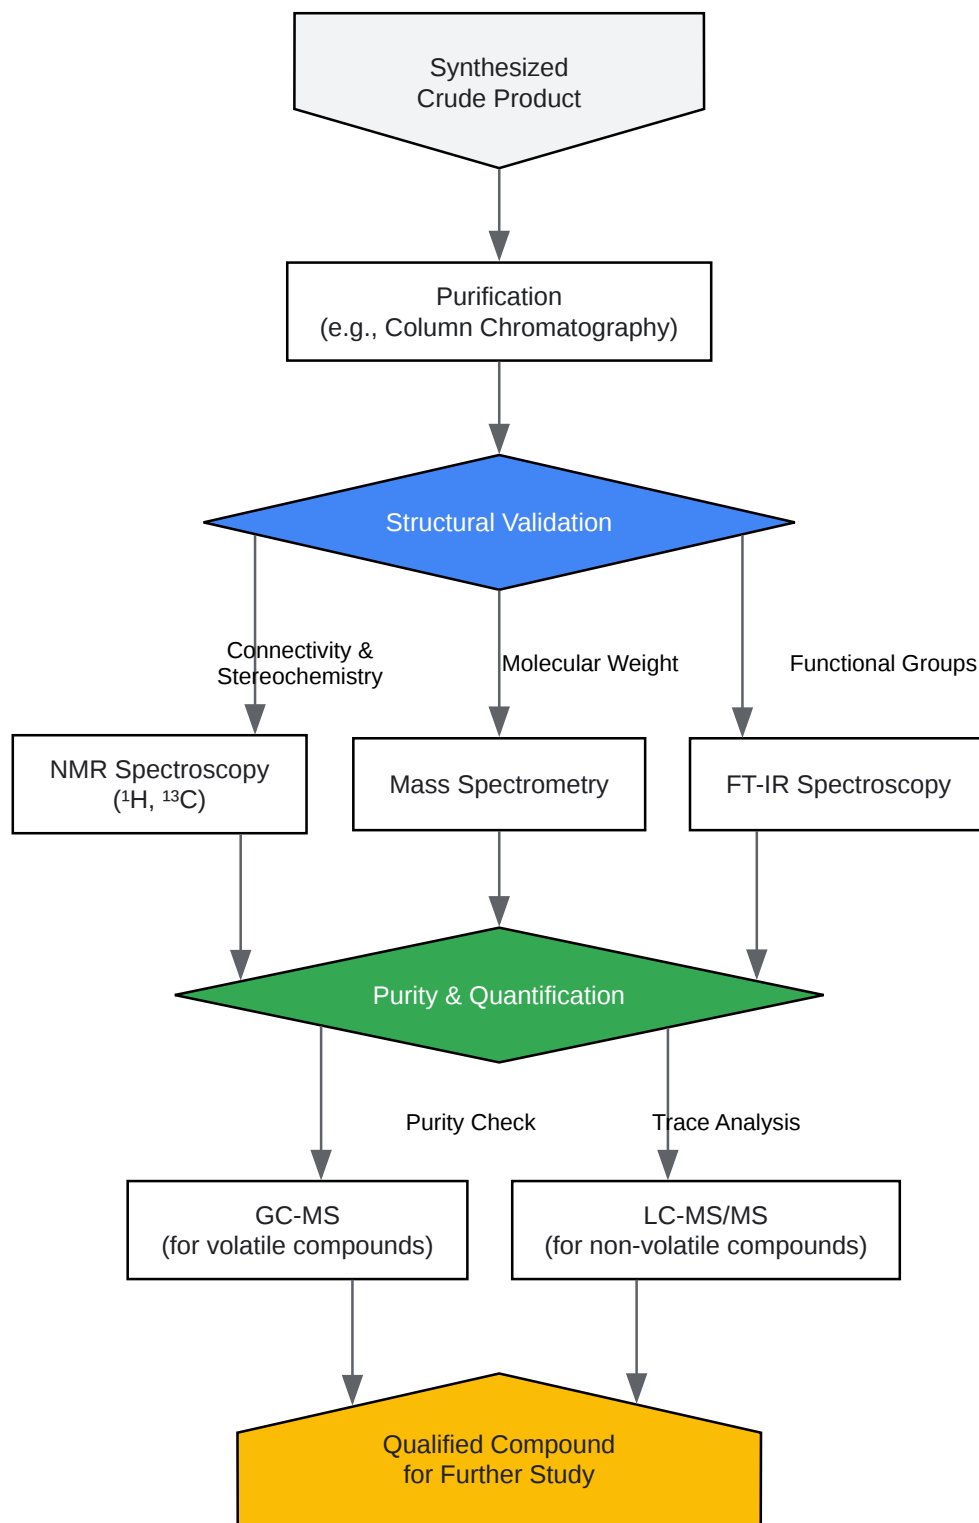 Synthesized
Crude Product
Purification
(e.g., Column Chromatography)
Structural Validation
Connectivity &
Stereochemistry
Molecular Weight
Functional Groups
NMR Spectroscopy
(¹H, ¹³C)
Mass Spectrometry
FT-IR Spectroscopy
Purity & Quantification
Purity Check
Trace Analysis
GC-MS
(for volatile compounds)
LC-MS/MS
(for non-volatile compounds)
Qualified Compound
for Further Study